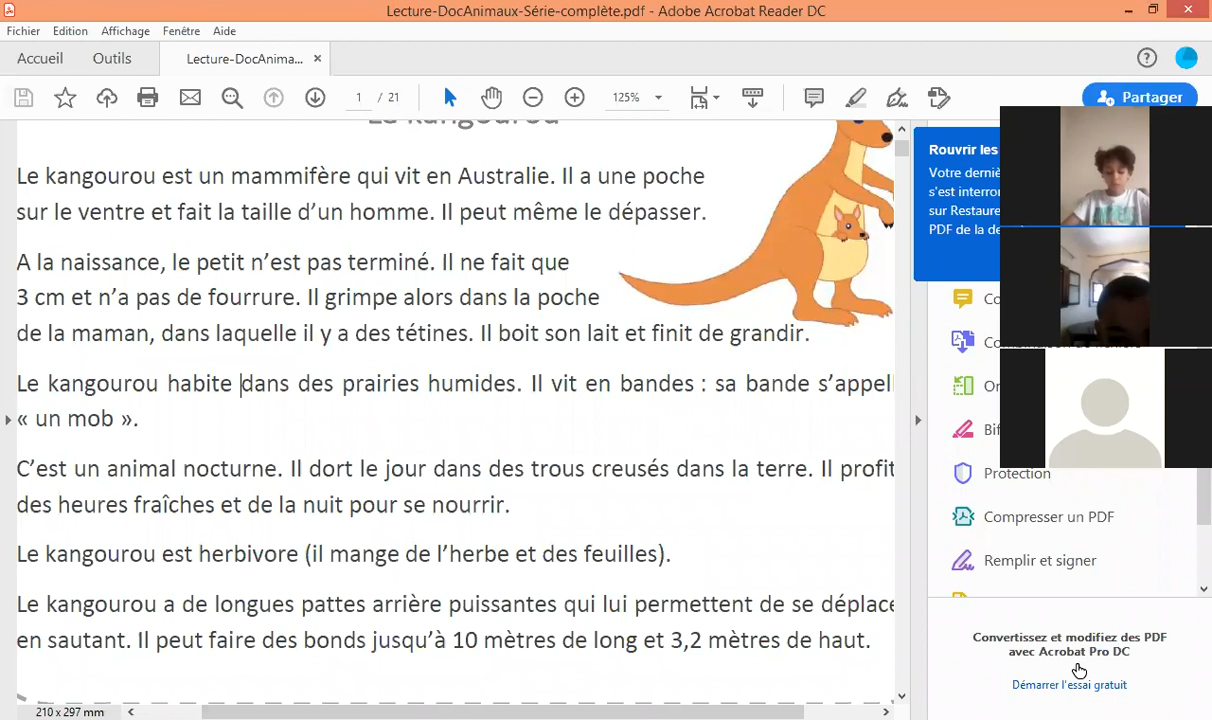 Lecture-DocAnimaux-Série-complète.pdf - Adobe Acrobat Reader DC
Fichier Edition Affichage Fenêtre Aide
Accueil Outils Lecture-DocAnima... ×
1 / 21 125% Partager
Le kangourou est un mammifère qui vit en Australie. Il a une poche
sur le ventre et fait la taille d’un homme. Il peut même le dépasser.
A la naissance, le petit n’est pas terminé. Il ne fait que
3 cm et n’a pas de fourrure. Il grimpe alors dans la poche
de la maman, dans laquelle il y a des tétines. Il boit son lait et finit de grandir.
Le kangourou habite dans des prairies humides. Il vit en bandes : sa bande s’appell
« un mob ».
C’est un animal nocturne. Il dort le jour dans des trous creusés dans la terre. Il profit
des heures fraîches et de la nuit pour se nourrir.
Le kangourou est herbivore (il mange de l’herbe et des feuilles).
Le kangourou a de longues pattes arrière puissantes qui lui permettent de se déplace
en sautant. Il peut faire des bonds jusqu’à 10 mètres de long et 3,2 mètres de haut.
210 x 297 mm
Rouvrir les
Votre derniè
s'est interror
sur Restaure
PDF de la de
Protection
Compresser un PDF
Remplir et signer
Convertissez et modifiez des PDF
avec Acrobat Pro DC
Démarrer l'essai gratuit